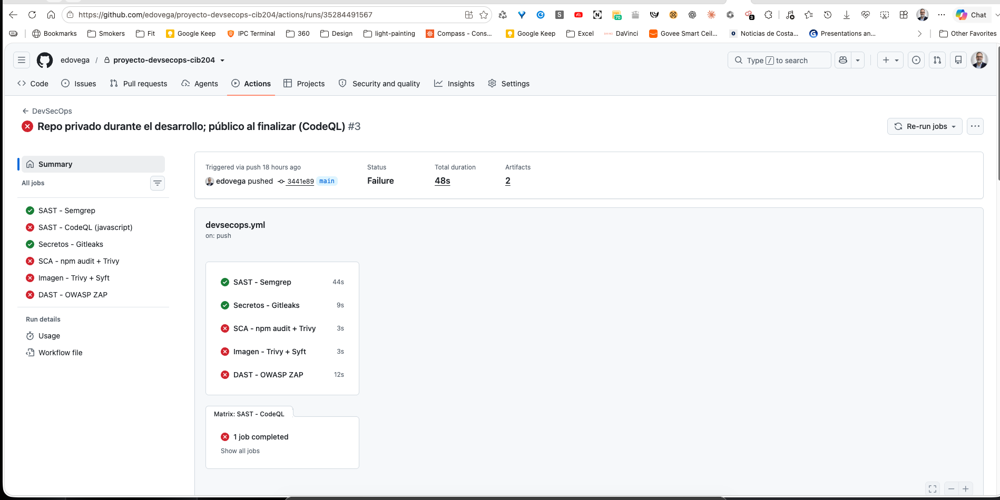 https://github.com/edovega/proyecto-devsecops-cib204/actions/runs/35284491567
S
N
70
3
Chat
Bookmarks
Smokers
Fit
Google Keep
IPC Terminal
360
Design
light-painting
Compass - Cons...
Google Keep
Excel
DaVinci
Govee Smart Ceil...
Noticias de Costa...
Presentations an...
Other Favorites
edovega / proyecto-devsecops-cib204
Type / to search
Code
Issues
Pull requests
Agents
Actions
Projects
Security and quality
Insights
Settings
DevSecOps
Repo privado durante el desarrollo; público al finalizar (CodeQL) #3
Re-run jobs
Summary
All jobs
SAST - Semgrep
SAST - CodeQL (javascript)
Secretos - Gitleaks
SCA - npm audit + Trivy
Imagen - Trivy + Syft
DAST - OWASP ZAP
Run details
Usage
Workflow file
Triggered via push 18 hours ago
edovega pushed 3441e89 main
Status
Failure
Total duration
48s
Artifacts
2
devsecops.yml
on: push
SAST - Semgrep 44s
Secretos - Gitleaks 9s
SCA - npm audit + Trivy 3s
Imagen - Trivy + Syft 3s
DAST - OWASP ZAP 12s
Matrix: SAST - CodeQL
1 job completed
Show all jobs